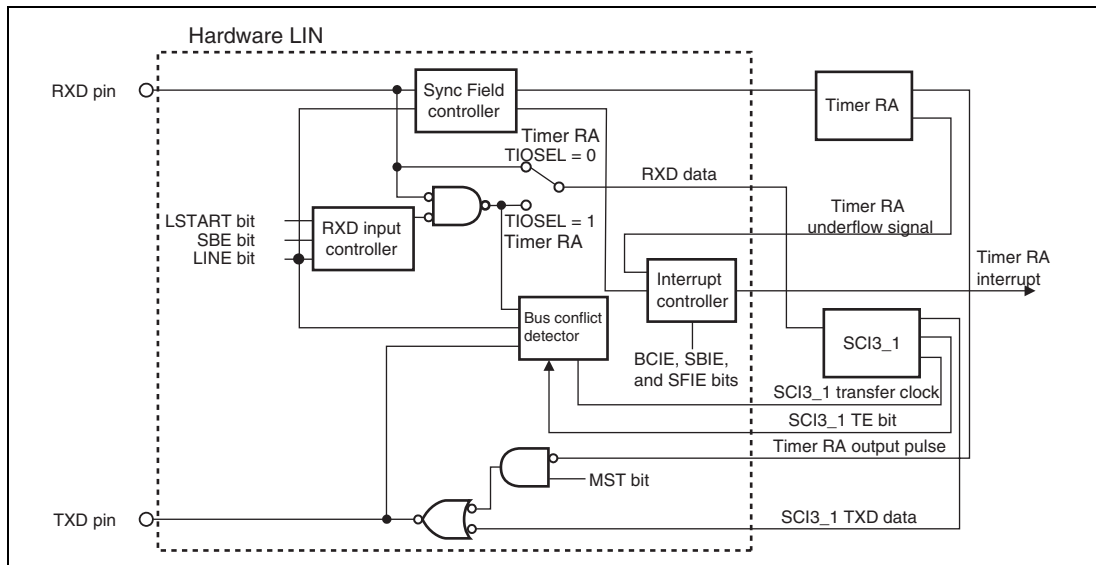 Hardware LIN
RXD pin
Sync Field
controller
Timer RA
Timer RA
TIOSEL = 0
RXD data
LSTART bit
SBE bit
LINE bit
RXD input
controller
TIOSEL = 1
Timer RA
Timer RA
underflow signal
Timer RA
interrupt
Interrupt
controller
Bus conflict
detector
SCI3_1
BCIE, SBIE,
and SFIE bits
SCI3_1 transfer clock
SCI3_1 TE bit
Timer RA output pulse
MST bit
TXD pin
SCI3_1 TXD data